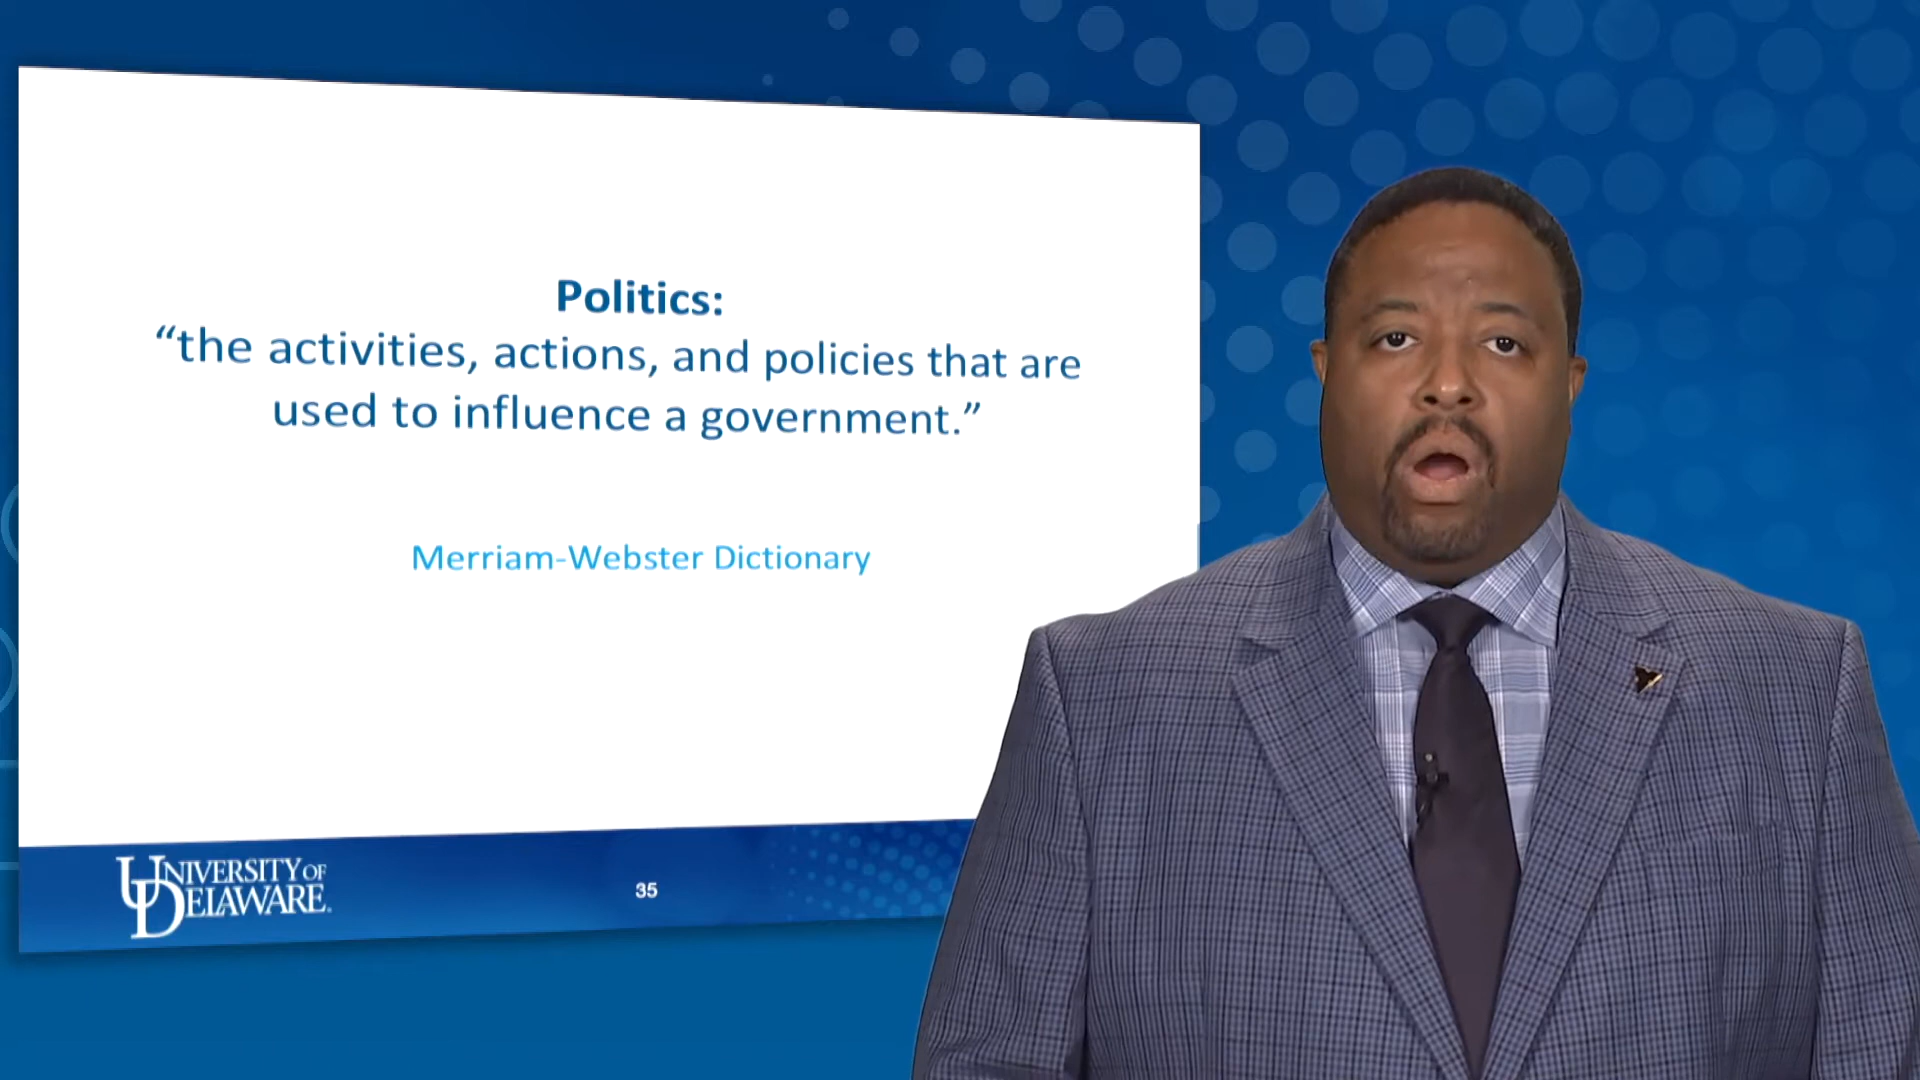 Politics:
“the activities, actions, and policies that are
used to influence a government.”
Merriam-Webster Dictionary
UNIVERSITY OF
DELAWARE.
35